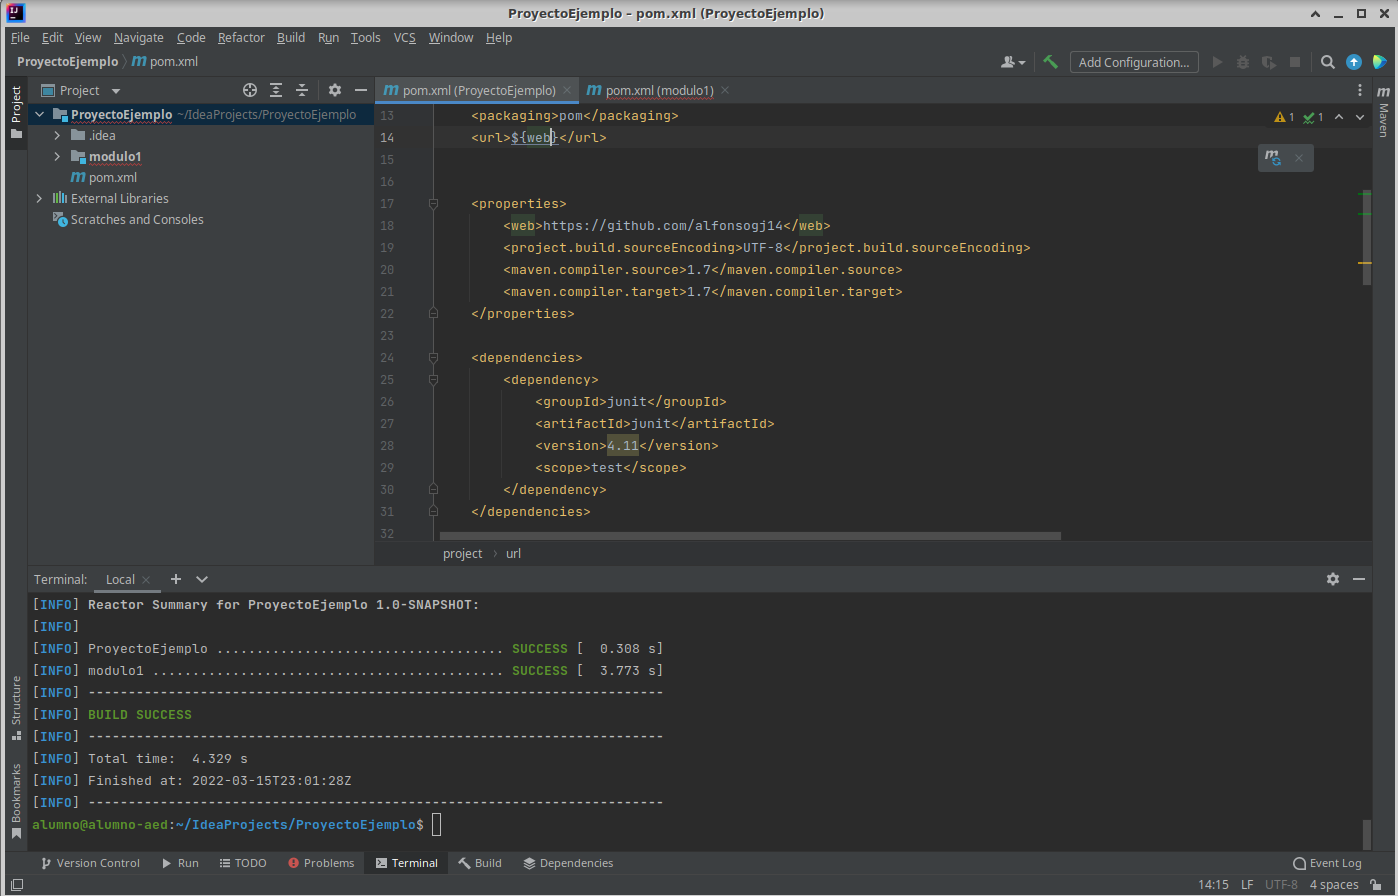 ProyectoEjemplo – pom.xml (ProyectoEjemplo)
File Edit View Navigate Code Refactor Build Run Tools VCS Window Help
ProyectoEjemplo pom.xml Add Configuration...
Project
Project
pom.xml (ProyectoEjemplo)
pom.xml (modulo1)
Maven
ProyectoEjemplo ~/IdeaProjects/ProyectoEjemplo
.idea
modulo1
pom.xml
External Libraries
Scratches and Consoles
1 1
13 <packaging>pom</packaging>
14 <url>${web}</url>
15
16
17 <properties>
18 <web>https://github.com/alfonsogj14</web>
19 <project.build.sourceEncoding>UTF-8</project.build.sourceEncoding>
20 <maven.compiler.source>1.7</maven.compiler.source>
21 <maven.compiler.target>1.7</maven.compiler.target>
22 </properties>
23
24 <dependencies>
25 <dependency>
26 <groupId>junit</groupId>
27 <artifactId>junit</artifactId>
28 <version>4.11</version>
29 <scope>test</scope>
30 </dependency>
31 </dependencies>
32
project › url
Terminal: Local
[INFO] Reactor Summary for ProyectoEjemplo 1.0-SNAPSHOT:
[INFO]
[INFO] ProyectoEjemplo .................................... SUCCESS [  0.308 s]
[INFO] modulo1 ............................................ SUCCESS [  3.773 s]
[INFO] ------------------------------------------------------------------------
[INFO] BUILD SUCCESS
[INFO] ------------------------------------------------------------------------
[INFO] Total time:  4.329 s
[INFO] Finished at: 2022-03-15T23:01:28Z
[INFO] ------------------------------------------------------------------------
alumno@alumno-aed:~/IdeaProjects/ProyectoEjemplo$
Structure
Bookmarks
Version Control Run TODO Problems Terminal Build Dependencies Event Log
14:15 LF UTF-8 4 spaces